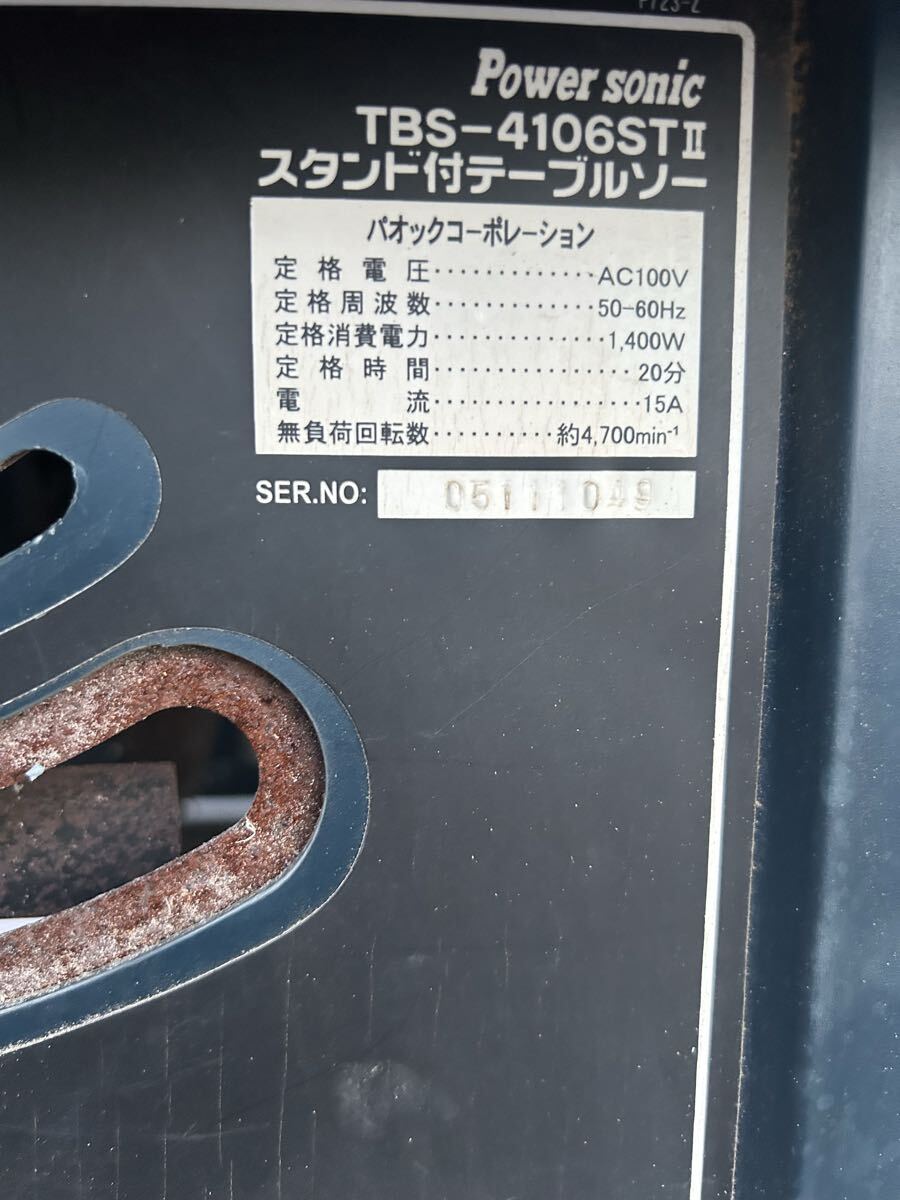 PT23-Z
Power sonic
TBS-4106STⅡ
スタンド付テーブルソー
パオックコーポレーション
定格電圧・・・・・・・・・・・・・AC100V
定格周波数・・・・・・・・・・・・・50-60Hz
定格消費電力・・・・・・・・・・・・・・1,400W
定格時間・・・・・・・・・・・・・・・・20分
電流・・・・・・・・・・・・・・・・・15A
無負荷回転数・・・・・・・・・・約4,700min⁻¹
SER.NO: